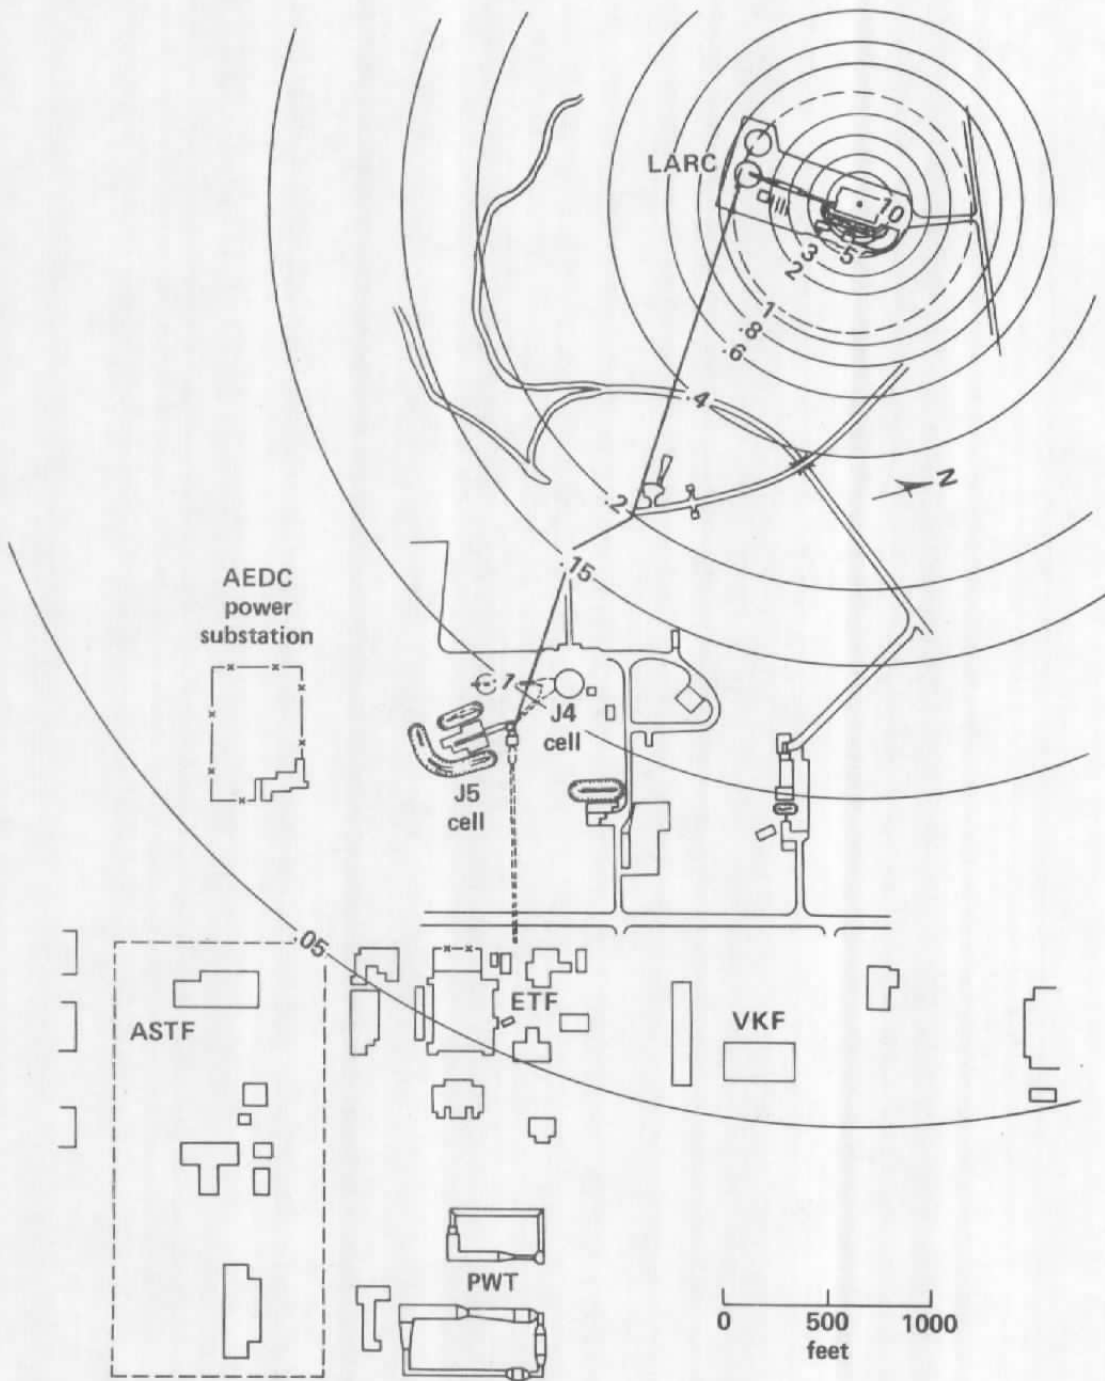 LARC
10
3
5
2
1
.8
.6
.4
N
.2
.15
AEDC
power
substation
.1
J4
cell
J5
cell
.05
ETF
ASTF
VKF
PWT
0 500 1000
feet